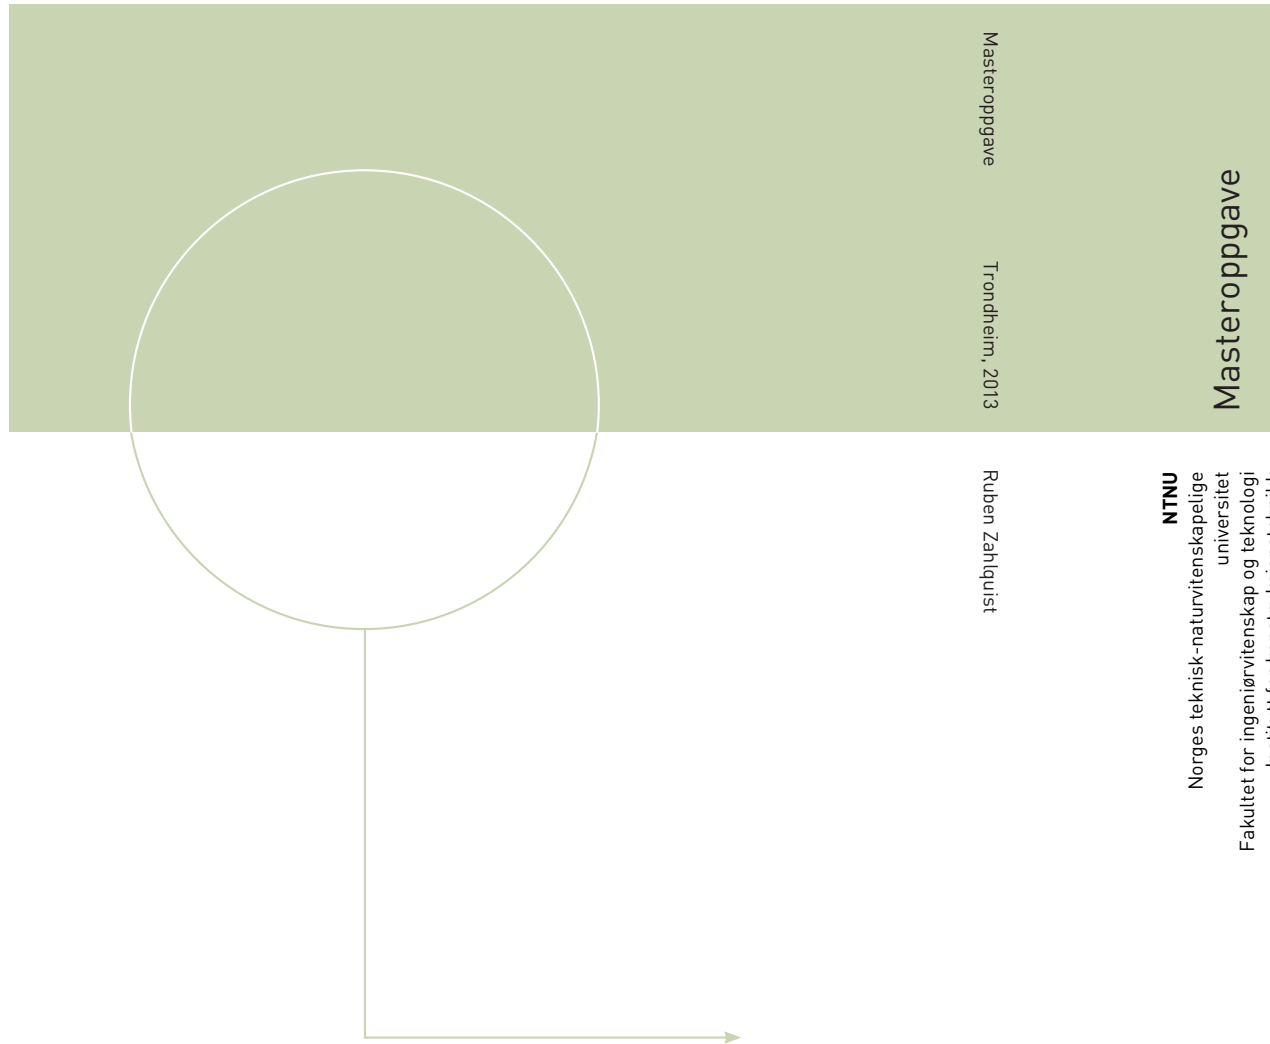 Masteroppgave
Trondheim, 2013
Ruben Zahlquist
Masteroppgave
NTNU
Norges teknisk-naturvitenskapelige
universitet
Fakultet for ingeniørvitenskap og teknologi